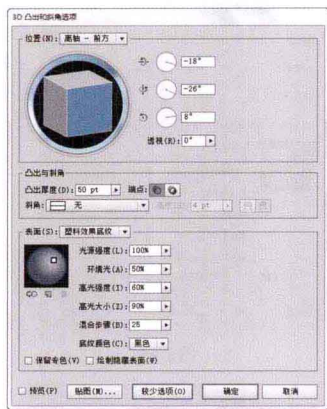 3D 凸出和斜角选项
位置(N): 离轴 - 前方
-18°
-26°
8°
透视(R): 0°
凸出与斜角
凸出厚度(D): 50 pt 端点:
斜角: 无 4 pt
表面(S): 塑料效果底纹
光源强度(L): 100%
环境光(A): 50%
高光强度(I): 60%
高光大小(Z): 90%
混合步骤(B): 25
底纹颜色(C): 黑色
保留专色(V) 绘制隐藏表面(W)
预览(P) 贴图(M)... 较少选项(O) 确定 取消